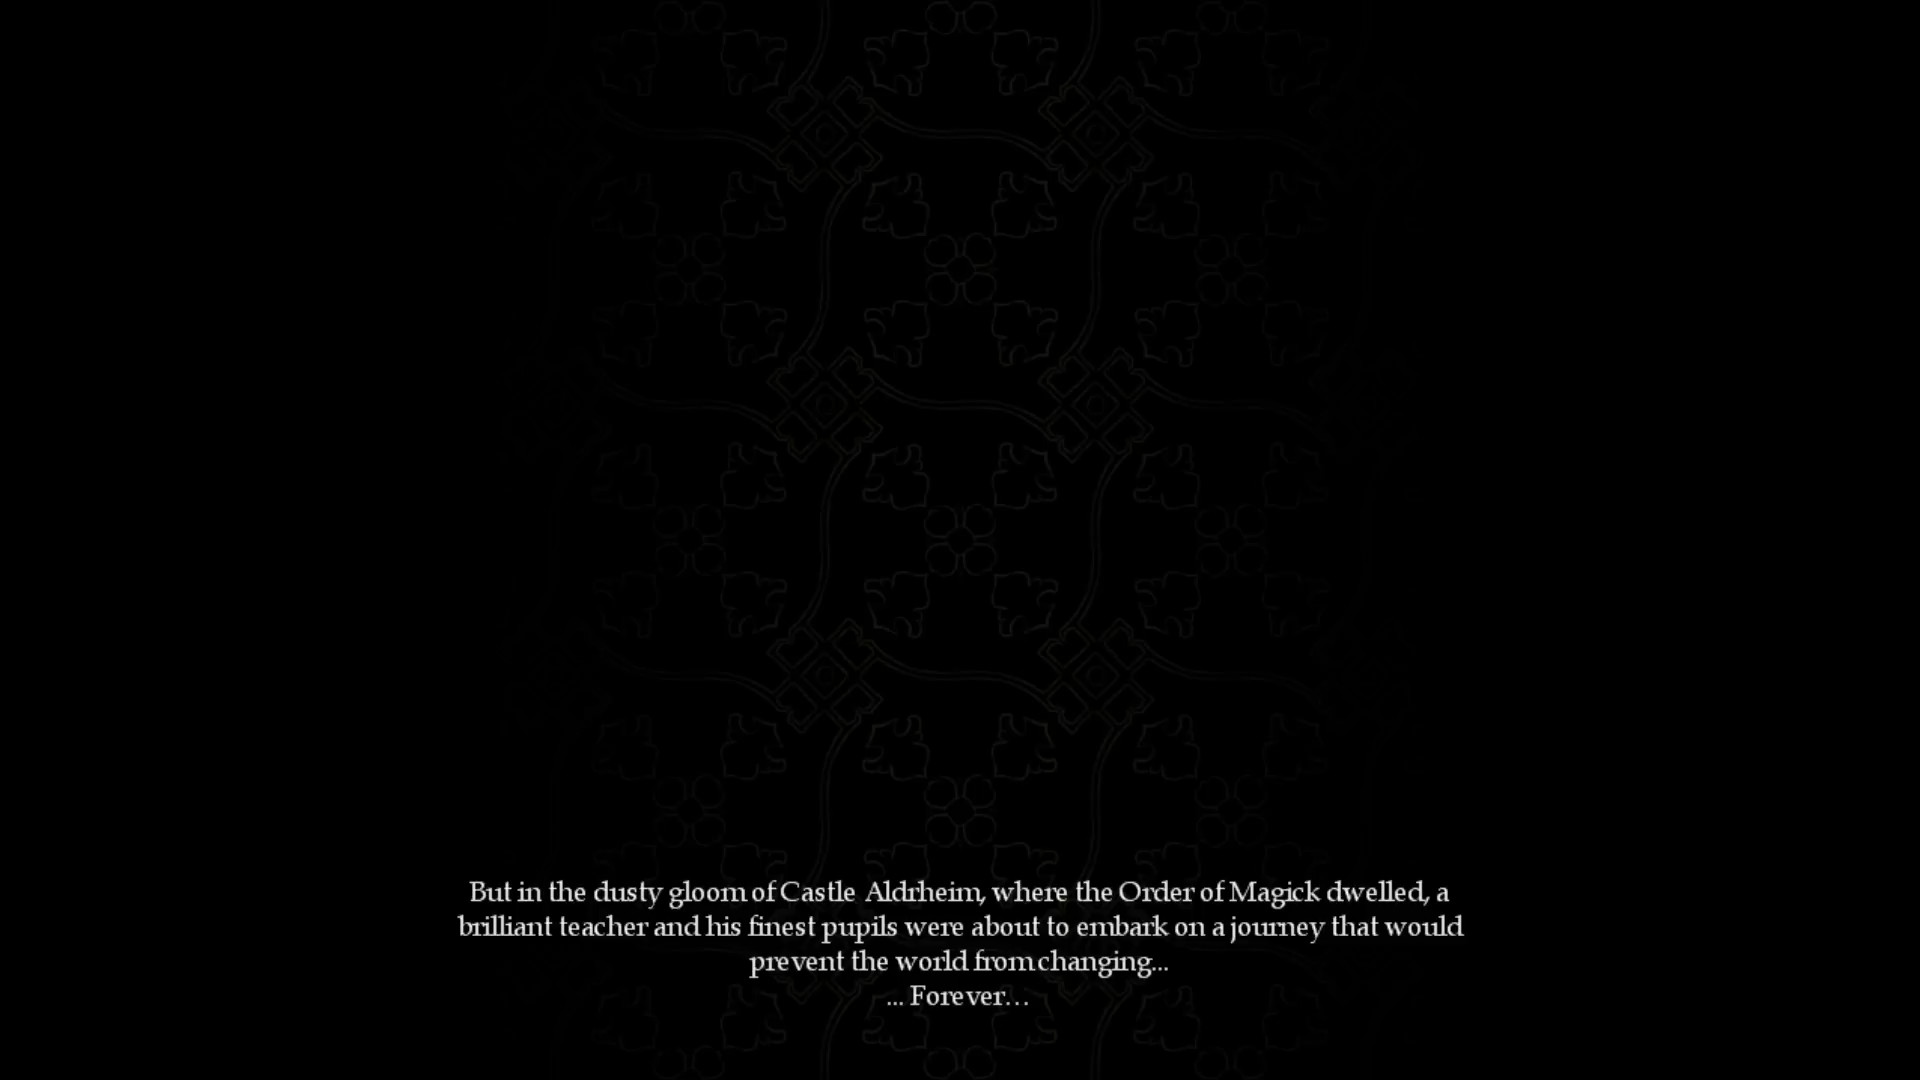 But in the dusty gloom of Castle Aldrheim, where the Order of Magick dwelled, a
brilliant teacher and his finest pupils were about to embark on a journey that would
prevent the world from changing...
... Forever…